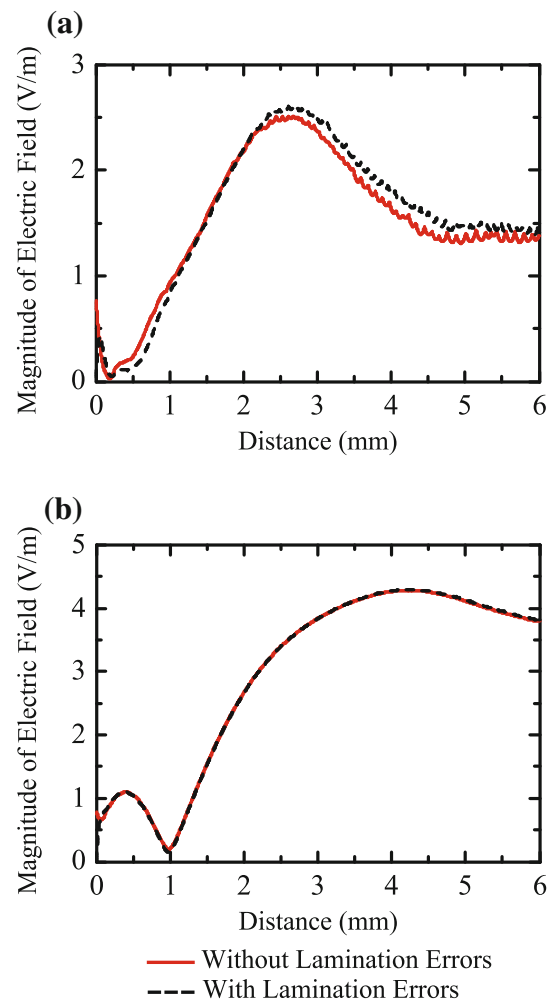 (a)
Magnitude of Electric Field (V/m)
3
2
1
0
0 1 2 3 4 5 6
Distance (mm)
(b)
Magnitude of Electric Field (V/m)
5
4
3
2
1
0
0 1 2 3 4 5 6
Distance (mm)
Without Lamination Errors
With Lamination Errors